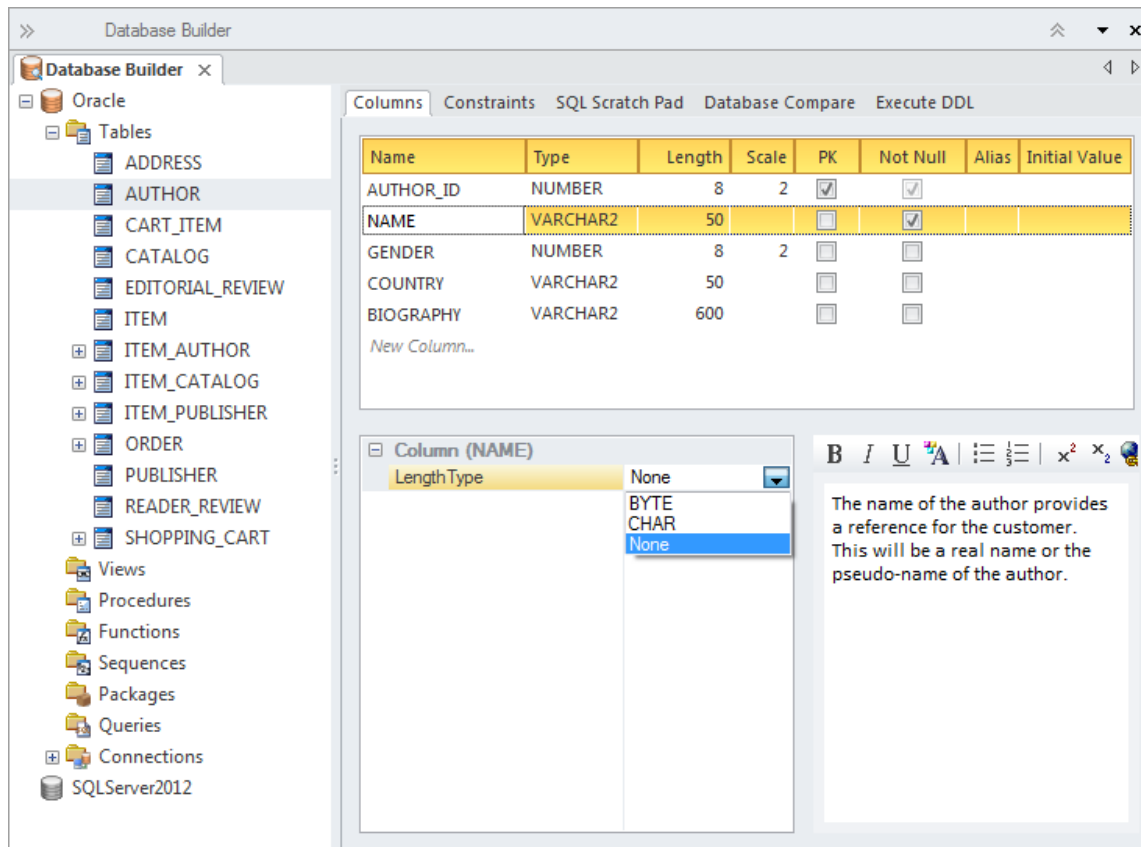 Database Builder
Database Builder
Oracle
Tables
ADDRESS
AUTHOR
CART_ITEM
CATALOG
EDITORIAL_REVIEW
ITEM
ITEM_AUTHOR
ITEM_CATALOG
ITEM_PUBLISHER
ORDER
PUBLISHER
READER_REVIEW
SHOPPING_CART
Views
Procedures
Functions
Sequences
Packages
Queries
Connections
SQLServer2012
Columns Constraints SQL Scratch Pad Database Compare Execute DDL
Name Type Length Scale PK Not Null Alias Initial Value
AUTHOR_ID NUMBER 8 2
NAME VARCHAR2 50
GENDER NUMBER 8 2
COUNTRY VARCHAR2 50
BIOGRAPHY VARCHAR2 600
New Column...
Column (NAME)
LengthType None
BYTE
CHAR
None
B I U A x² x₂
The name of the author provides
a reference for the customer.
This will be a real name or the
pseudo-name of the author.